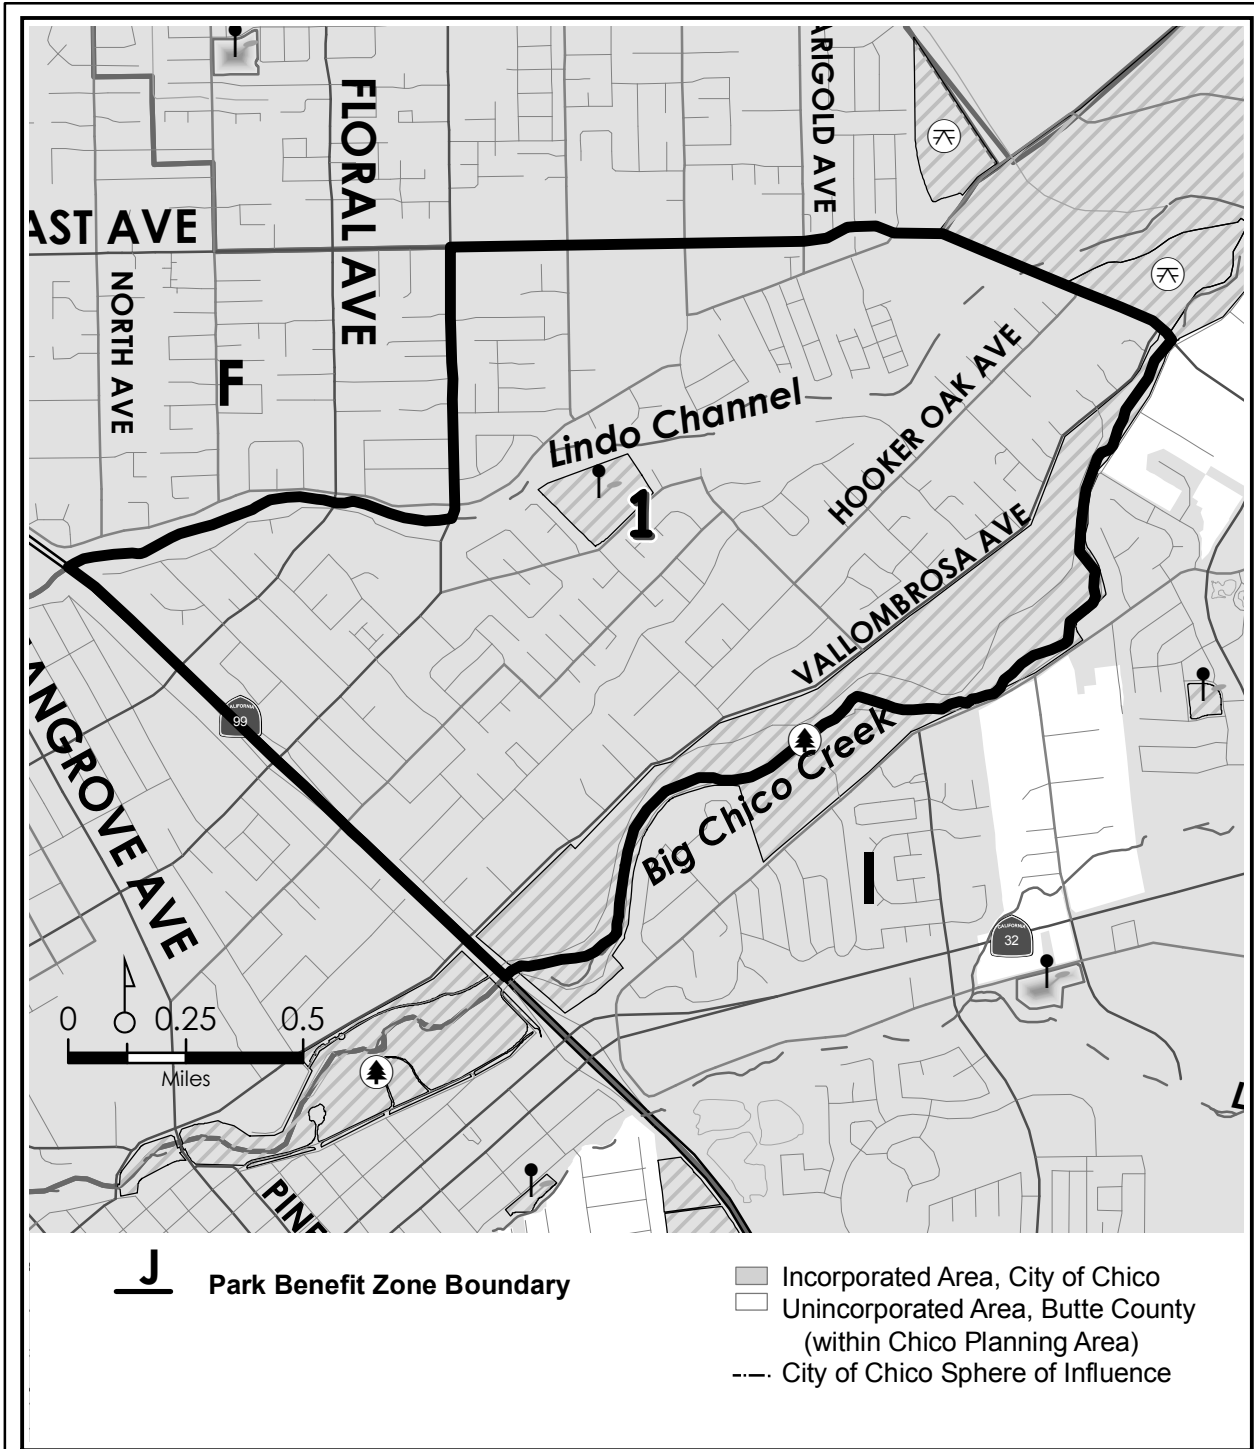 ARIGOLD AVE
FLORAL AVE
AST AVE
NORTH AVE
F
Lindo Channel
HOOKER OAK AVE
1
VALLOMBROSA AVE
ANGROVE AVE
CALIFORNIA
99
Big Chico Creek
I
CALIFORNIA
32
0 0.25 0.5
Miles
L
PINE
J Park Benefit Zone Boundary
Incorporated Area, City of Chico
Unincorporated Area, Butte County
(within Chico Planning Area)
City of Chico Sphere of Influence